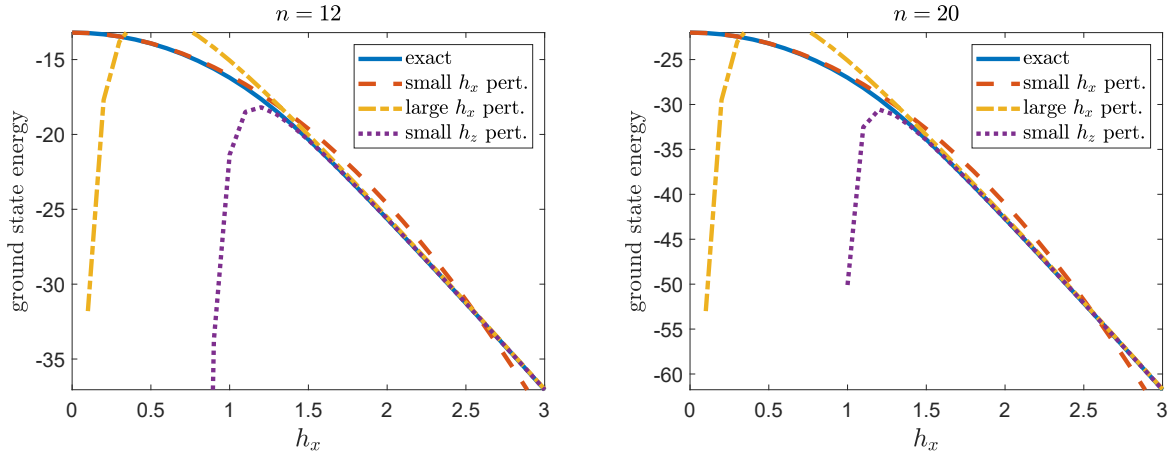 n = 12
ground state energy
-15
-20
-25
-30
-35
0
0.5
1
1.5
2
2.5
3
h_x
exact
small h_x pert.
large h_x pert.
small h_z pert.
n = 20
ground state energy
-25
-30
-35
-40
-45
-50
-55
-60
0
0.5
1
1.5
2
2.5
3
h_x
exact
small h_x pert.
large h_x pert.
small h_z pert.